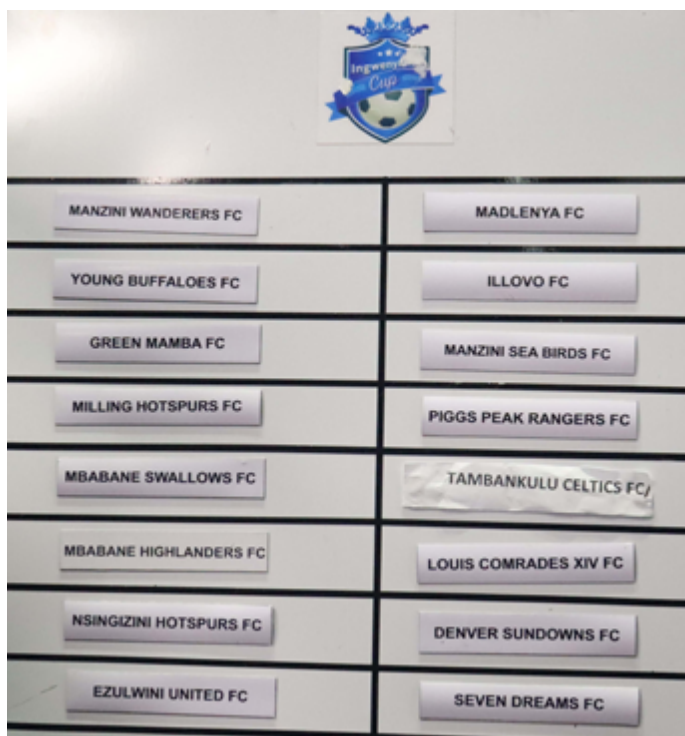 Ingweny
Cup
MANZINI WANDERERS FC
MADLENYA FC
YOUNG BUFFALOES FC
ILLOVO FC
GREEN MAMBA FC
MANZINI SEA BIRDS FC
MILLING HOTSPURS FC
PIGGS PEAK RANGERS FC
MBABANE SWALLOWS FC
TAMBANKULU CELTICS FC/
MBABANE HIGHLANDERS FC
LOUIS COMRADES XIV FC
NSINGIZINI HOTSPURS FC
DENVER SUNDOWNS FC
EZULWINI UNITED FC
SEVEN DREAMS FC